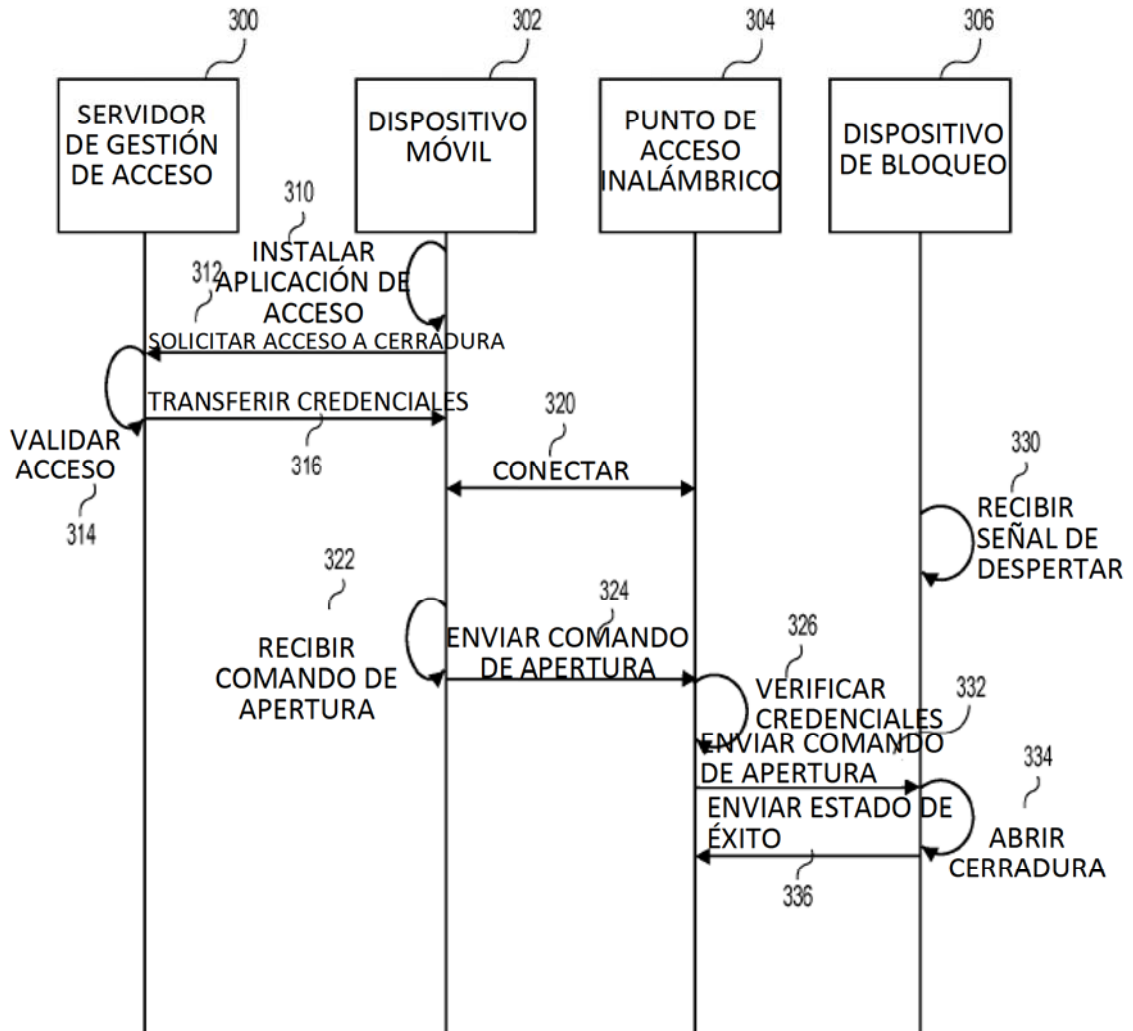 300
302
304
306
SERVIDOR
DE GESTIÓN
DE ACCESO
DISPOSITIVO
MÓVIL
PUNTO DE
ACCESO
INALÁMBRICO
DISPOSITIVO
DE BLOQUEO
310
INSTALAR
APLICACIÓN DE
ACCESO
312
SOLICITAR ACCESO A CERRADURA
TRANSFERIR CREDENCIALES
316
VALIDAR
ACCESO
314
320
CONECTAR
330
RECIBIR
SEÑAL DE
DESPERTAR
322
RECIBIR
COMANDO DE
APERTURA
324
ENVIAR COMANDO
DE APERTURA
326
VERIFICAR
CREDENCIALES
332
ENVIAR COMANDO
DE APERTURA
334
ABRIR
CERRADURA
ENVIAR ESTADO DE
ÉXITO
336